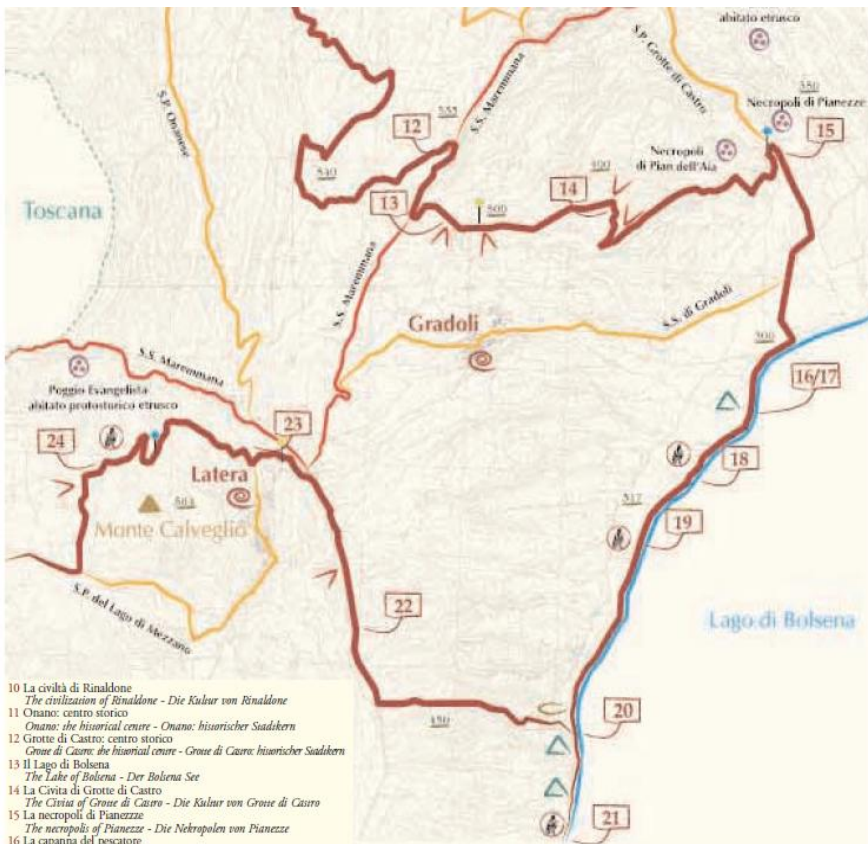 abitato etrusco
S.P. Grotte di Castro
Necropoli di Pianezze
15
555
12
S.S. Maremmana
S.P. Onanese
540
Necropoli
di Pian dell'Aia
400
14
13
500
Toscana
S.S. Maremmana
Gradoli
S.S. di Gradoli
S.S. Maremmana
Poggio Evangelista
abitato protostorico etrusco
16/17
23
24
Latera
18
Monte Calveglio
317
19
S.P. del Lago di Mezzano
22
Lago di Bolsena
20
450
21
10 La civiltà di Rinaldone
The civilization of Rinaldone - Die Kultur von Rinaldone
11 Onano: centro storico
Onano: the historical centre - Onano: historischer Stadtkern
12 Grotte di Castro: centro storico
Grotte di Castro: the historical centre - Grotte di Castro: historischer Stadtkern
13 Il Lago di Bolsena
The Lake of Bolsena - Der Bolsena See
14 La Civita di Grotte di Castro
The Civita of Grotte di Castro - Die Kultur von Grotte di Castro
15 La necropoli di Pianezzze
The necropolis of Pianezze - Die Nekropolen von Pianezze
16 La capanna del pescatore